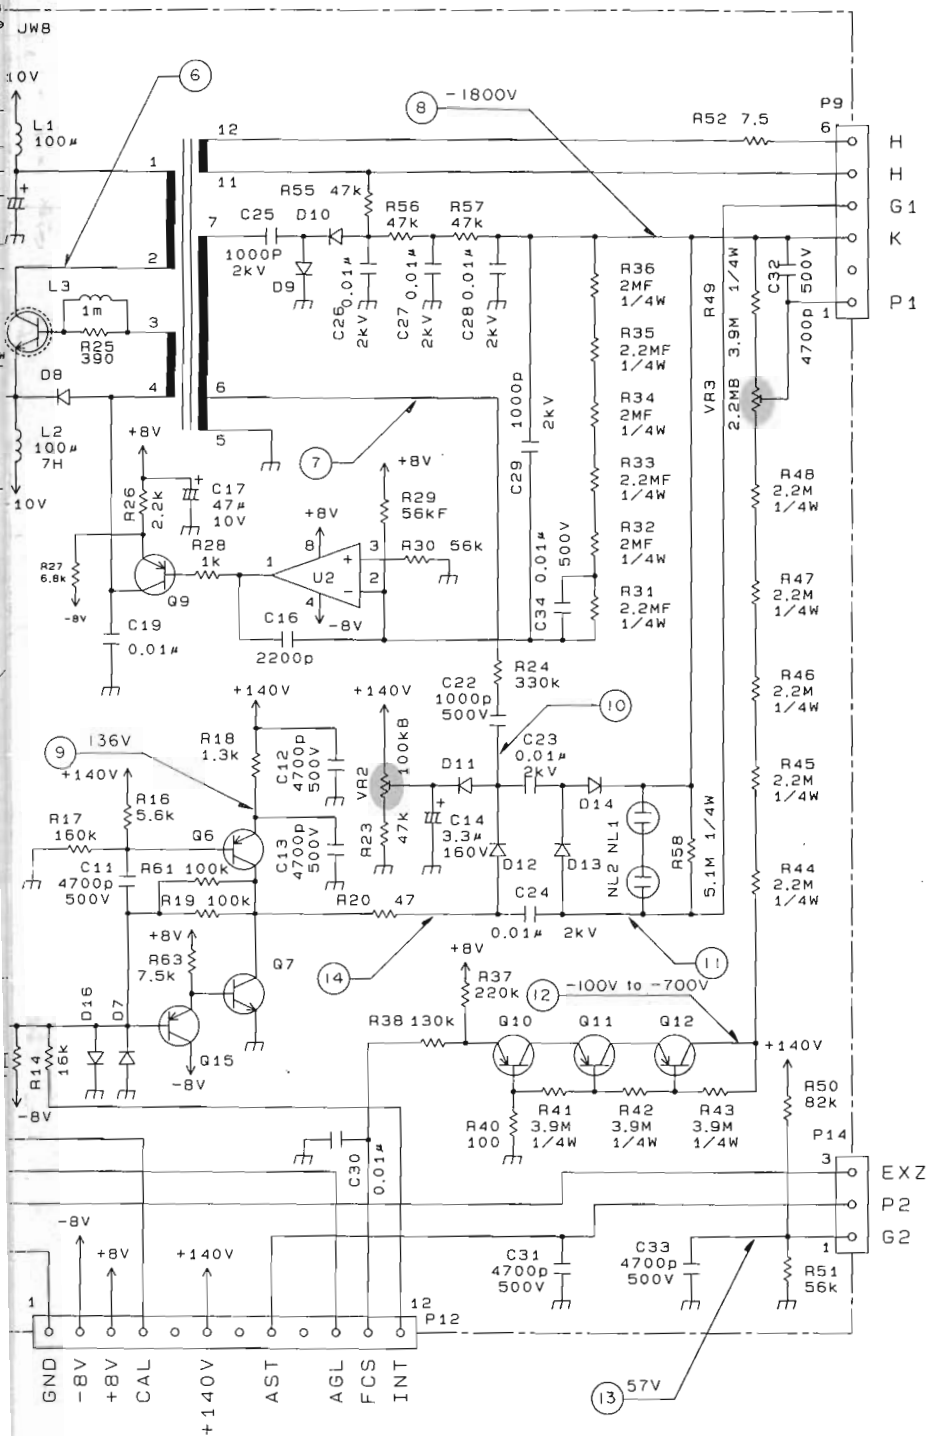 JW8
10V
6
-1800V
8
P9
L1
100µ
12
R52 7.5
6
H
1
11
H
R55 47k
R56
47k
R57
47k
G1
7
C25
1000P
2kV
D10
K
D9
C26 0.01µ
2kV
C27 0.01µ
2kV
C28 0.01µ
2kV
R36
2MF
1/4W
R49 3.9M 1/4W
C32
4700p 500V
P1
1
2
L3
1m
R25
390
3
R35
2.2MF
1/4W
VR3
2.2MB
D8
4
6
C29 1000p
2kV
R34
2MF
1/4W
L2
100µ
7H
-10V
+8V
5
7
+8V
R33
2.2MF
1/4W
R48
2.2M
1/4W
R26
2.2k
C17
47µ
10V
R29
56kF
+8V
8
R32
2MF
1/4W
R27
6.8k
-8V
R28
1k
1
U2
3
+
2
-
4
-8V
R30 56k
C34 0.01µ 500V
R31
2.2MF
1/4W
R47
2.2M
1/4W
Q9
C19
0.01µ
C16
2200p
R24
330k
R46
2.2M
1/4W
+140V
+140V
C22
1000p
500V
10
9
136V
R18
1.3k
C12
4700p
500V
VR2
100kB
D11
C23
0.01µ
2kV
R45
2.2M
1/4W
+140V
R16
5.6k
D14
R17
160k
Q6
C13
4700p
500V
R23
47k
C14
3.3µ
160V
D12
D13
NL2 NL1
R58
5.1M 1/4W
C11
4700p
500V
R61 100k
R44
2.2M
1/4W
R19 100k
R20 47
C24
0.01µ 2kV
+8V
R63
7.5k
Q7
14
+8V
11
R37
220k
12
-100V to -700V
D16
D7
R38 130k
Q10
Q11
Q12
+140V
R14
16k
Q15
-8V
-8V
R50
82k
R40
100
R41
3.9M
1/4W
R42
3.9M
1/4W
R43
3.9M
1/4W
P14
C30
0.01µ
3
EXZ
P2
-8V
+8V
+140V
C31
4700p
500V
C33
4700p
500V
1
G2
R51
56k
1
12
P12
GND
-8V
+8V
CAL
+140V
AST
AGL
FCS
INT
13
57V